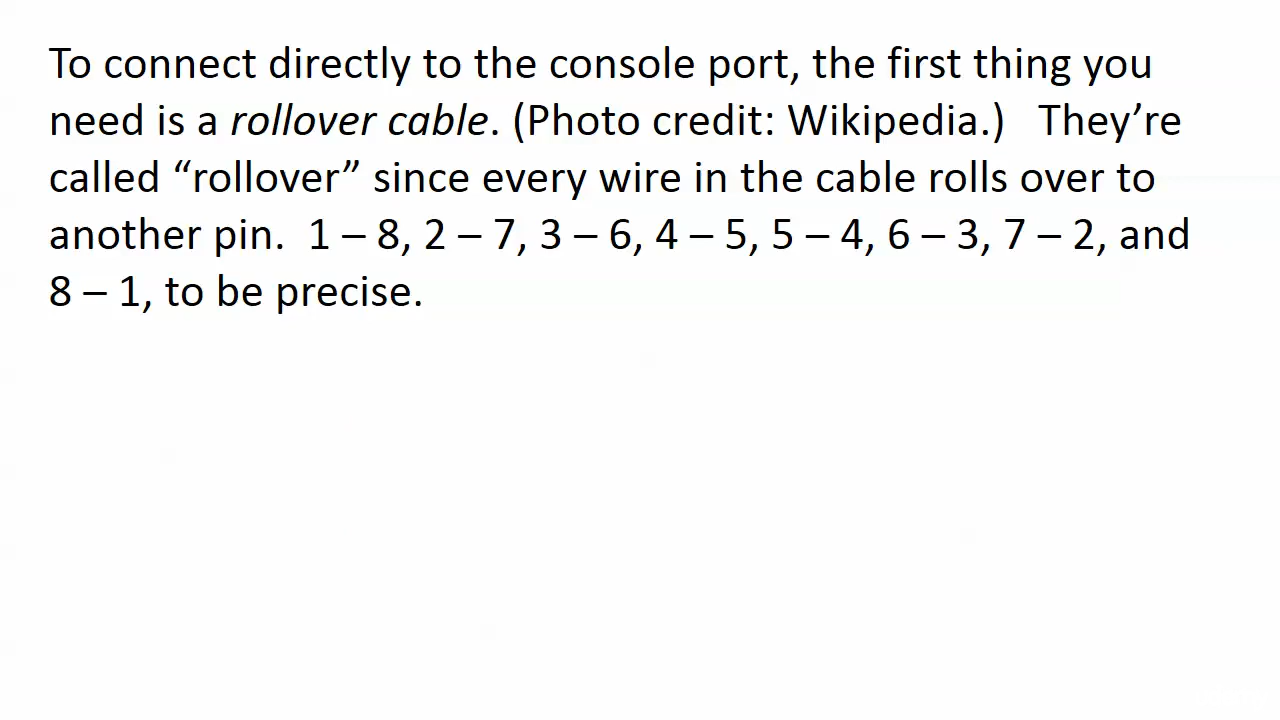 To connect directly to the console port, the first thing you
need is a rollover cable. (Photo credit: Wikipedia.)   They’re
called “rollover” since every wire in the cable rolls over to
another pin.  1 – 8, 2 – 7, 3 – 6, 4 – 5, 5 – 4, 6 – 3, 7 – 2, and
8 – 1, to be precise.